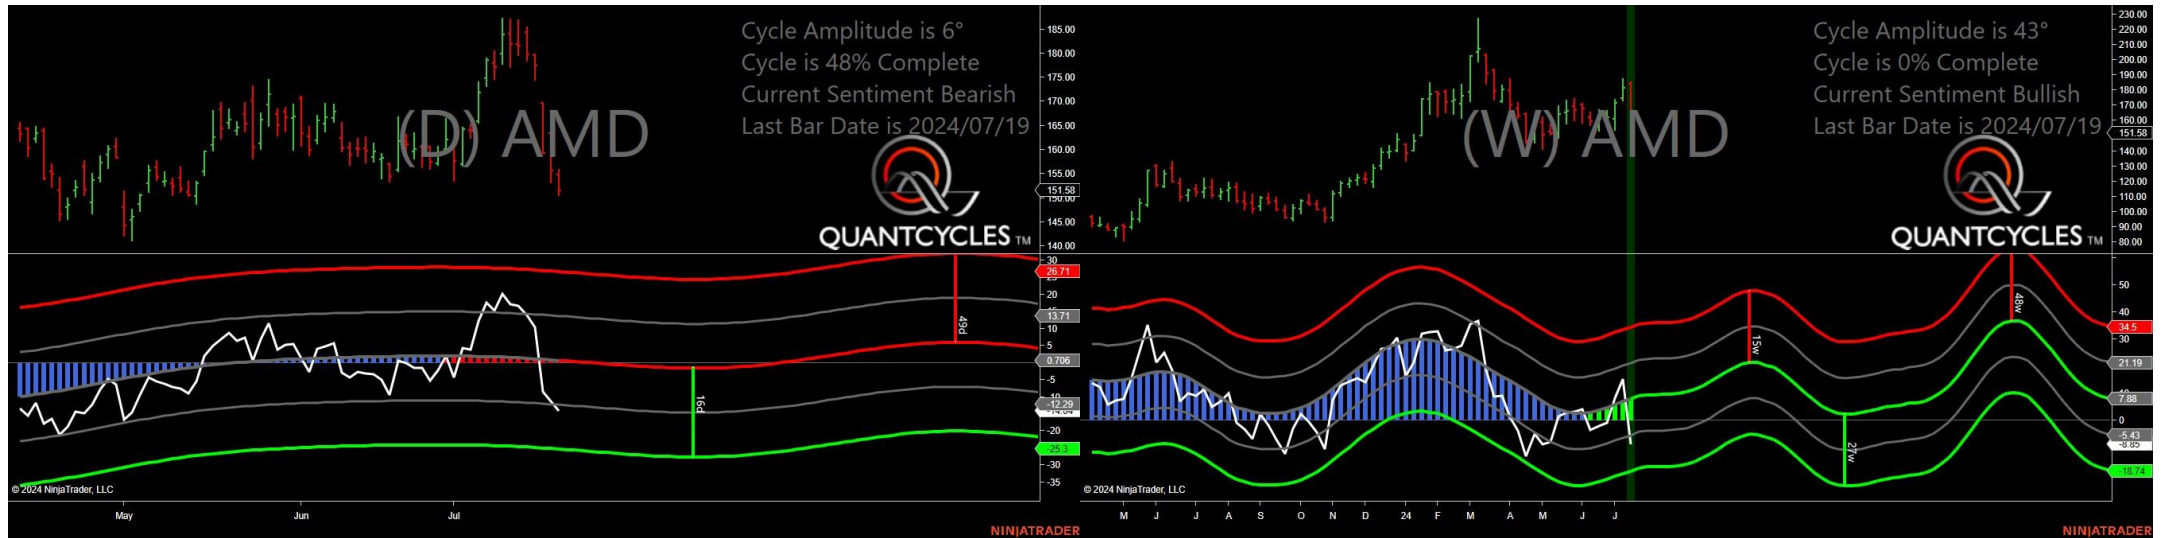 Cycle Amplitude is 6°
Cycle is 48% Complete
Current Sentiment Bearish
Last Bar Date is 2024/07/19
(D) AMD
QUANTCYCLES TM
185.00
180.00
175.00
170.00
165.00
160.00
155.00
151.58
150.00
145.00
140.00
30
26.71
20
13.71
10
5
0.706
-5
-12.29
-20
-25.3
-30
-35
49d
16d
© 2024 NinjaTrader, LLC
May Jun Jul
NINJATRADER
Cycle Amplitude is 43°
Cycle is 0% Complete
Current Sentiment Bullish
Last Bar Date is 2024/07/19
(W) AMD
QUANTCYCLES TM
230.00
220.00
210.00
200.00
190.00
180.00
170.00
160.00
151.58
140.00
130.00
120.00
110.00
100.00
90.00
80.00
50
40
34.5
30
21.19
7.88
0
-5.43
-8.85
-18.74
48w
15w
27w
© 2024 NinjaTrader, LLC
M J J A S O N D 24 F M A M J J
NINJATRADER